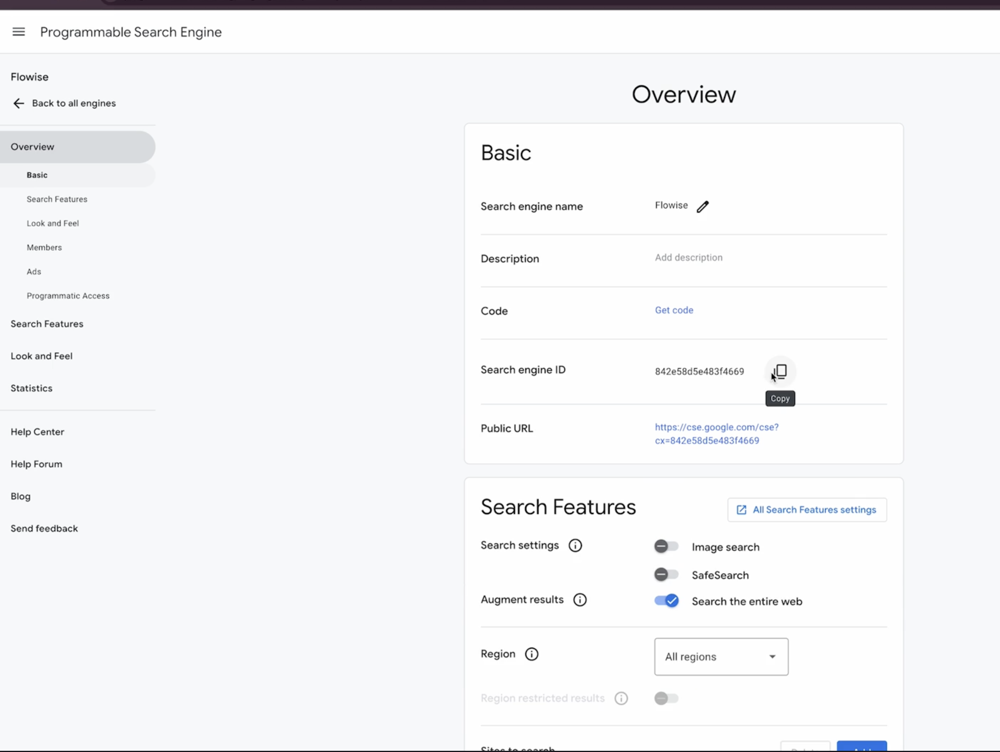 Programmable Search Engine
Flowise
Back to all engines
Overview
Basic
Search Features
Look and Feel
Members
Ads
Programmatic Access
Search Features
Look and Feel
Statistics
Help Center
Help Forum
Blog
Send feedback
Overview
Basic
Search engine name
Flowise
Description
Add description
Code
Get code
Search engine ID
842e58d5e483f4669
Copy
Public URL
https://cse.google.com/cse?
cx=842e58d5e483f4669
Search Features
All Search Features settings
Search settings
Image search
SafeSearch
Augment results
Search the entire web
Region
All regions
Region restricted results
Sites to search